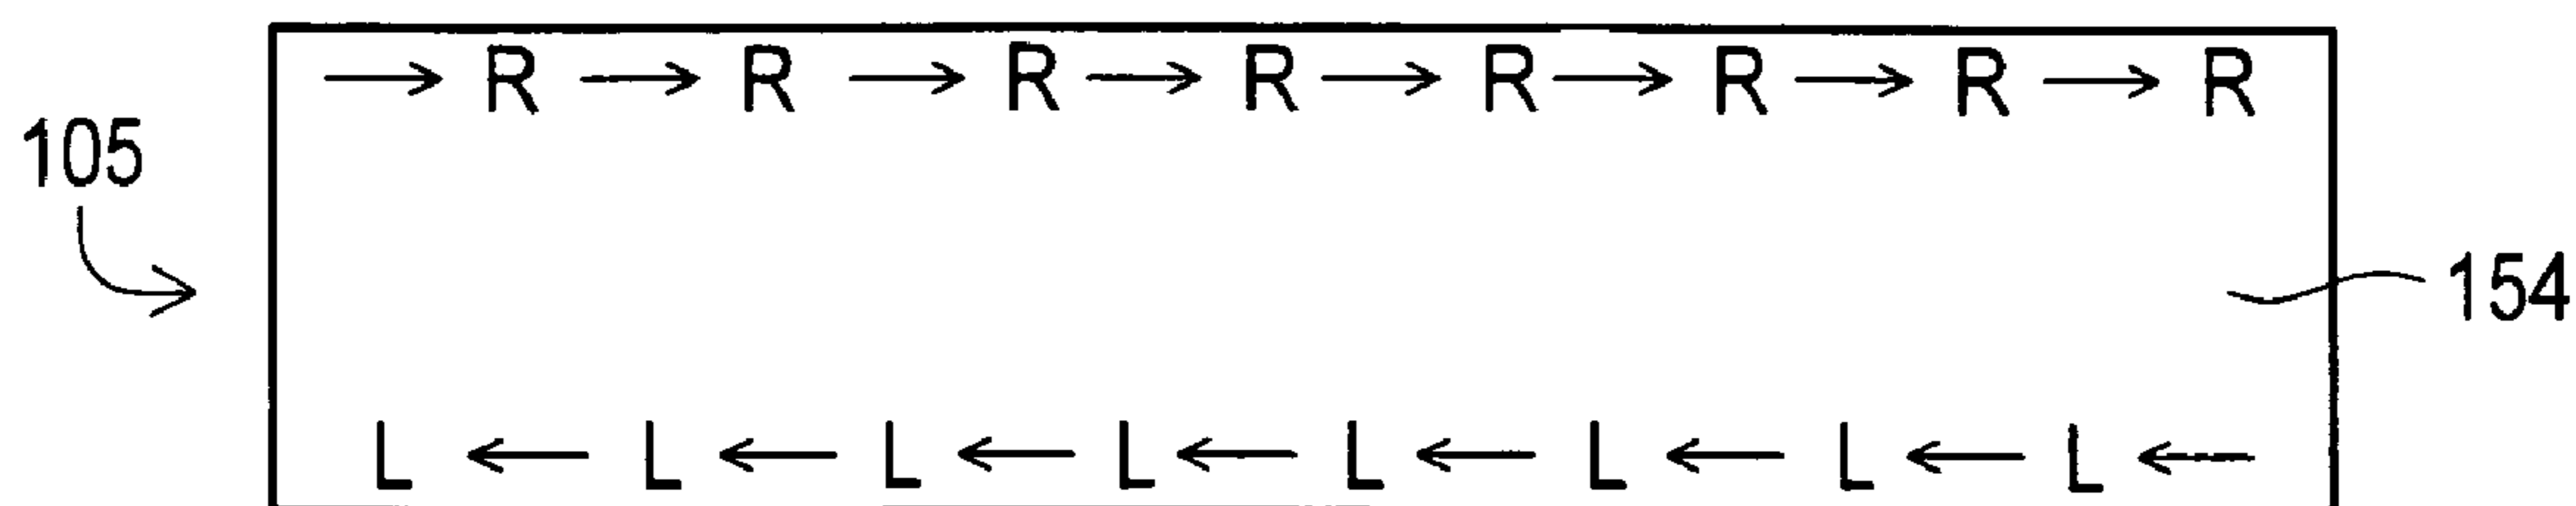 → R → R → R → R → R → R → R → R
105
154
L ← L ← L ← L ← L ← L ← L ← L ←